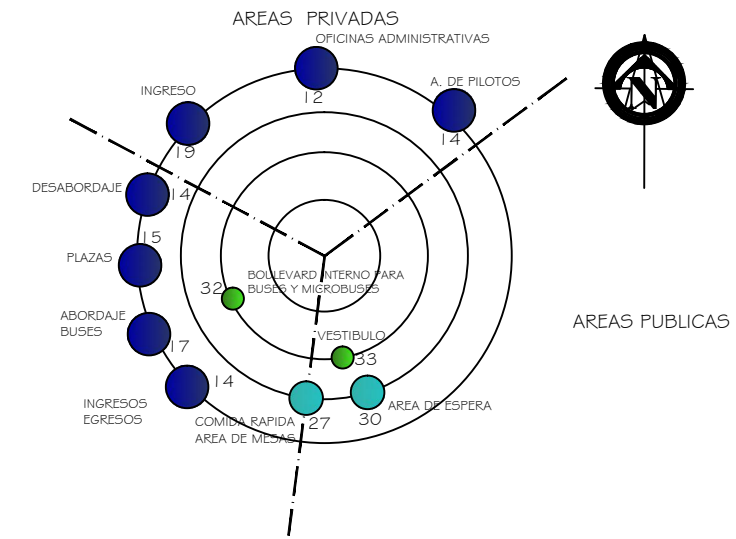 AREAS PRIVADAS
OFICINAS ADMINISTRATIVAS
12
A. DE PILOTOS
14
INGRESO
19
N
DESABORDAJE
14
15
PLAZAS
BOULEVARD INTERNO PARA
BUSES Y MICROBUSES
32
ABORDAJE
BUSES
17
VESTIBULO
33
AREAS PUBLICAS
14
INGRESOS
EGRESOS
COMIDA RAPIDA
AREA DE MESAS
27
30
AREA DE ESPERA